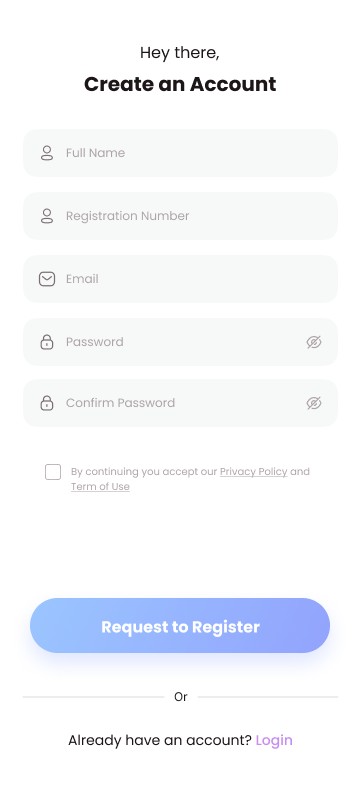 Hey there,
Create an Account
Full Name
Registration Number
Email
Password
Confirm Password
By continuing you accept our Privacy Policy and
Term of Use
Request to Register
Or
Already have an account? Login